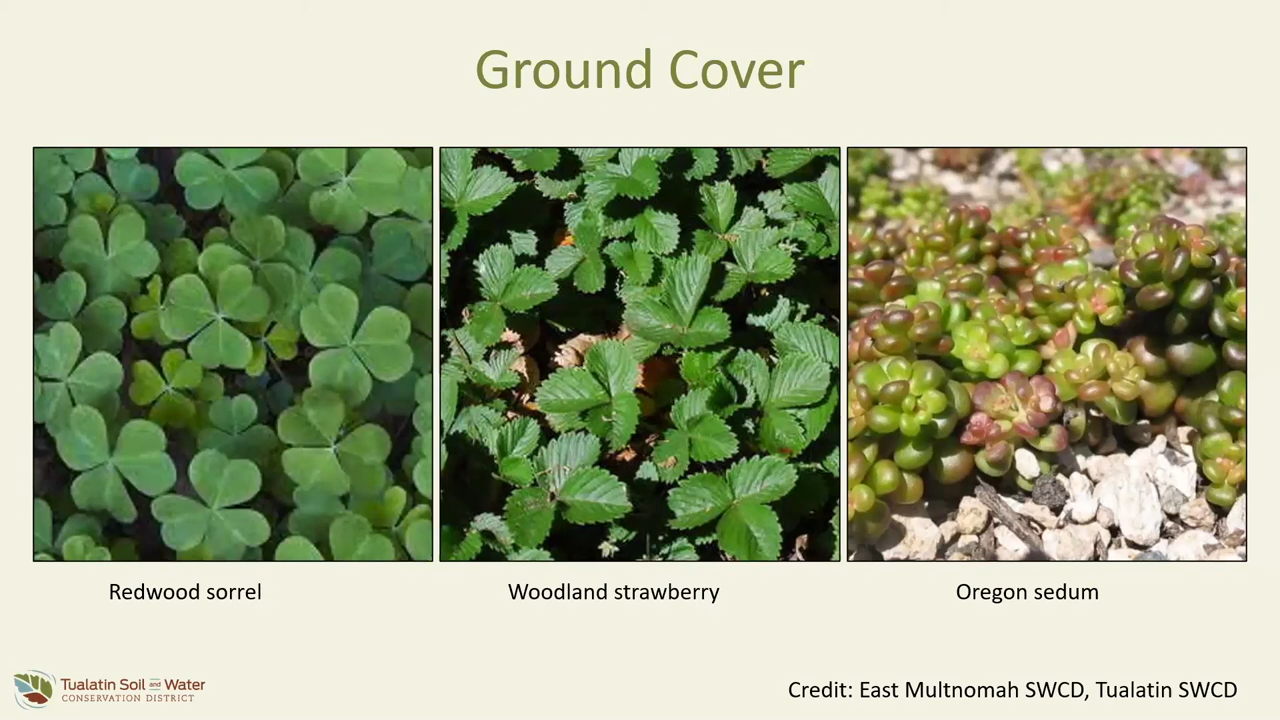 Ground Cover
Redwood sorrel
Woodland strawberry
Oregon sedum
Tualatin Soil and Water
CONSERVATION DISTRICT
Credit: East Multnomah SWCD, Tualatin SWCD